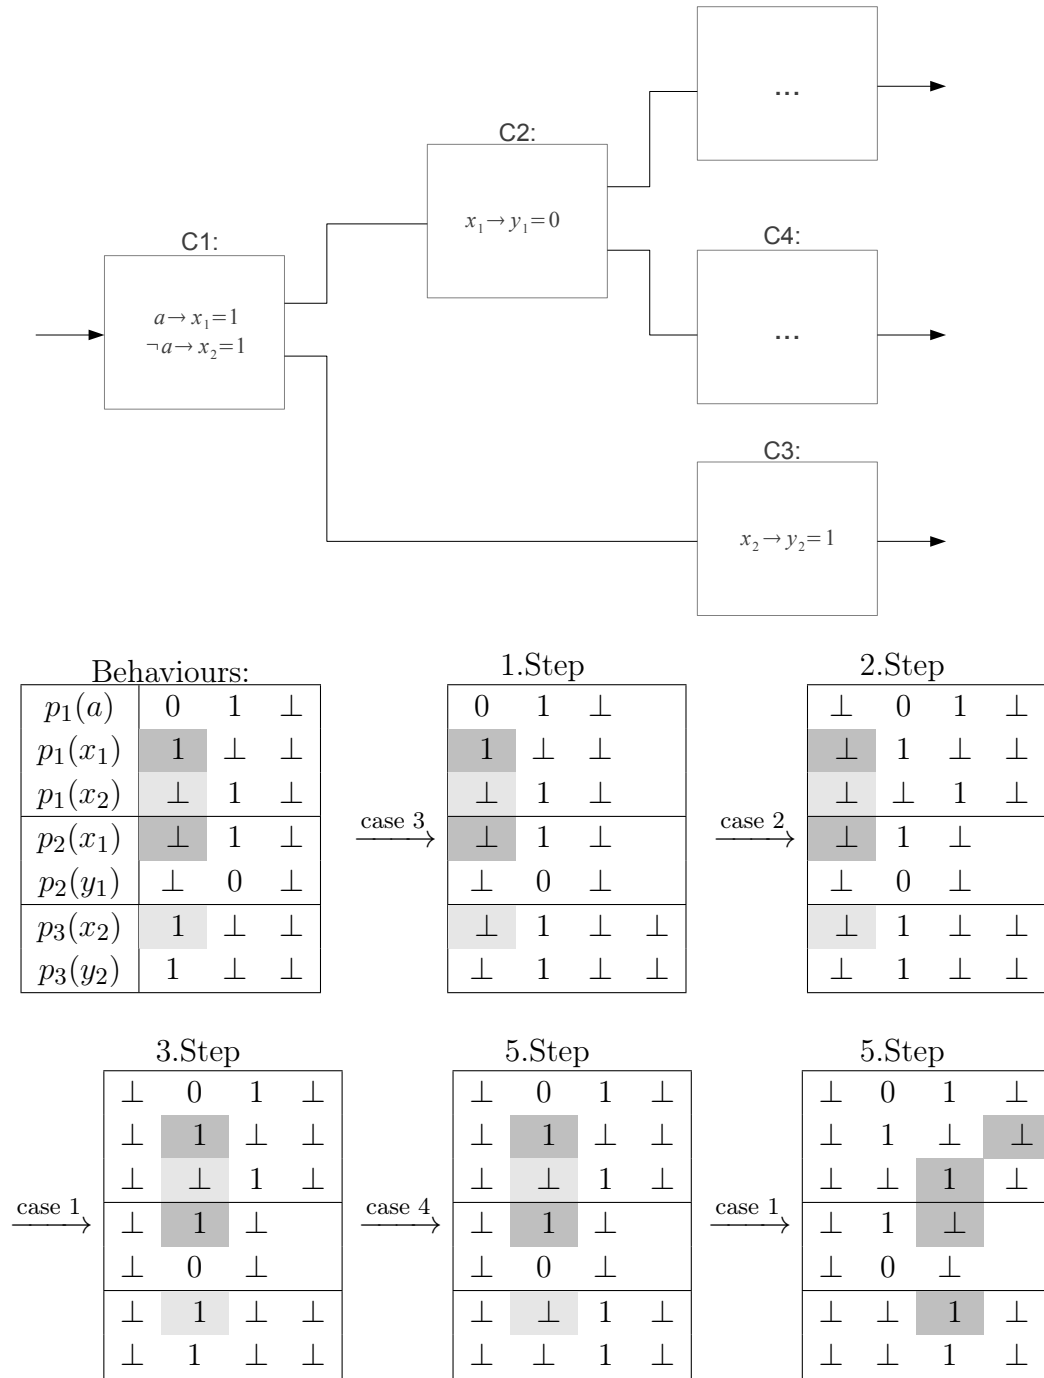 ...
C2:
x₁→y₁=0
C1:
C4:
a→x₁=1
¬a→x₂=1
...
C3:
x₂→y₂=1
Behaviours:
p₁(a) 0 1 ⊥
p₁(x₁) 1 ⊥ ⊥
p₁(x₂) ⊥ 1 ⊥
p₂(x₁) ⊥ 1 ⊥
p₂(y₁) ⊥ 0 ⊥
p₃(x₂) 1 ⊥ ⊥
p₃(y₂) 1 ⊥ ⊥
case 3
1.Step
0 1 ⊥
1 ⊥ ⊥
⊥ 1 ⊥
⊥ 1 ⊥
⊥ 0 ⊥
⊥ 1 ⊥ ⊥
⊥ 1 ⊥ ⊥
case 2
2.Step
⊥ 0 1 ⊥
⊥ 1 ⊥ ⊥
⊥ ⊥ 1 ⊥
⊥ 1 ⊥
⊥ 0 ⊥
⊥ 1 ⊥ ⊥
⊥ 1 ⊥ ⊥
case 1
3.Step
⊥ 0 1 ⊥
⊥ 1 ⊥ ⊥
⊥ ⊥ 1 ⊥
⊥ 1 ⊥
⊥ 0 ⊥
⊥ 1 ⊥ ⊥
⊥ 1 ⊥ ⊥
case 4
5.Step
⊥ 0 1 ⊥
⊥ 1 ⊥ ⊥
⊥ ⊥ 1 ⊥
⊥ 1 ⊥
⊥ 0 ⊥
⊥ ⊥ 1 ⊥
⊥ ⊥ 1 ⊥
case 1
5.Step
⊥ 0 1 ⊥
⊥ 1 ⊥ ⊥
⊥ ⊥ 1 ⊥
⊥ 1 ⊥
⊥ 0 ⊥
⊥ ⊥ 1 ⊥
⊥ ⊥ 1 ⊥